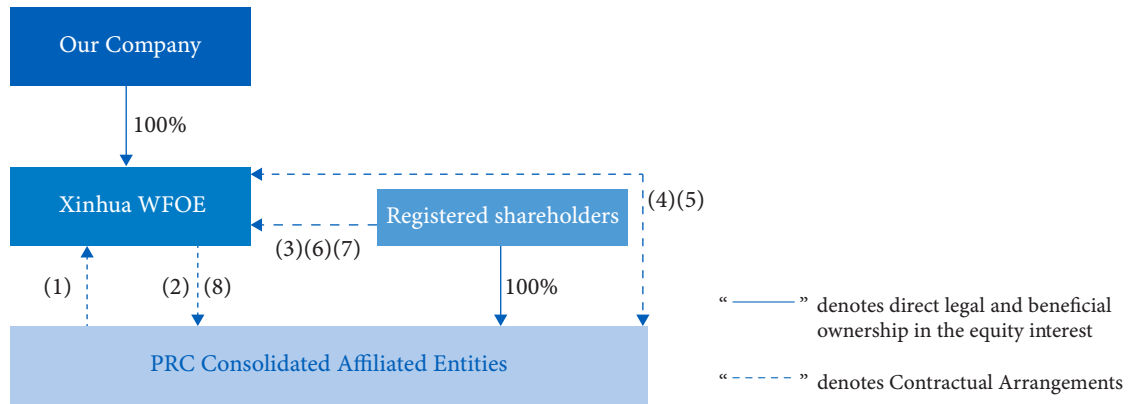 Our Company
100%
Xinhua WFOE
Registered shareholders
(4)(5)
(3)(6)(7)
(1)
(2)
(8)
100%
“ ” denotes direct legal and beneficial
ownership in the equity interest
PRC Consolidated Affiliated Entities
“ ” denotes Contractual Arrangements